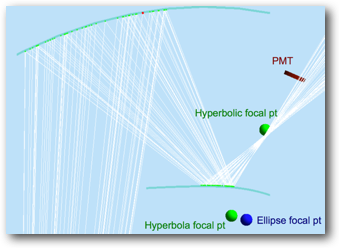 PMT
Hyperbolic focal pt
Hyperbola focal pt
Ellipse focal pt